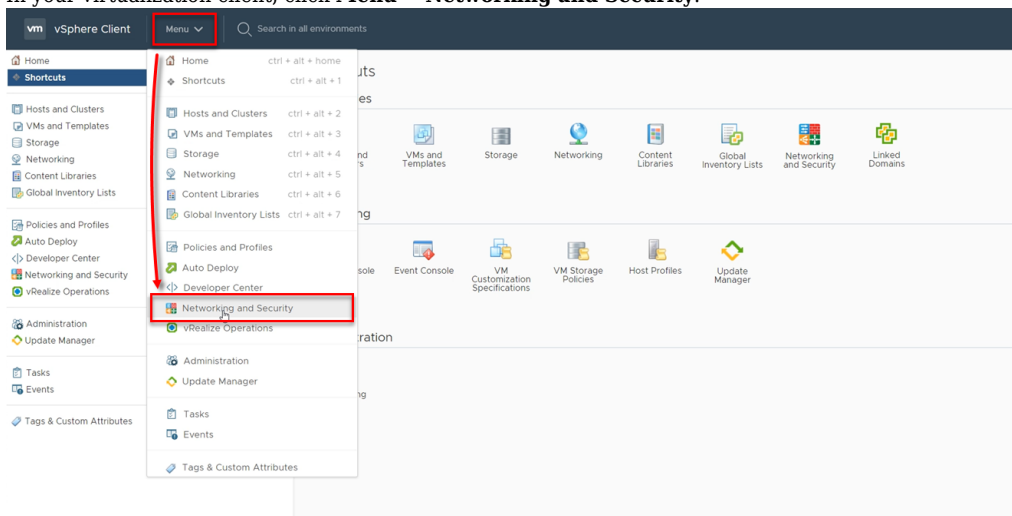 In your virtualization client, click Menu > Networking and Security.
vm vSphere Client
Menu
Search in all environments
Home
Shortcuts
Hosts and Clusters
VMs and Templates
Storage
Networking
Content Libraries
Global Inventory Lists
Policies and Profiles
Auto Deploy
Developer Center
Networking and Security
vRealize Operations
Administration
Update Manager
Tasks
Events
Tags & Custom Attributes
Home ctrl + alt + home
Shortcuts ctrl + alt + 1
Hosts and Clusters ctrl + alt + 2
VMs and Templates ctrl + alt + 3
Storage ctrl + alt + 4
Networking ctrl + alt + 5
Content Libraries ctrl + alt + 6
Global Inventory Lists ctrl + alt + 7
Policies and Profiles
Auto Deploy
Developer Center
Networking and Security
vRealize Operations
Administration
Update Manager
Tasks
Events
Tags & Custom Attributes
uts
es
nd
rs
VMs and
Templates
Storage
Networking
Content
Libraries
Global
Inventory Lists
Networking
and Security
Linked
Domains
ng
sole
Event Console
VM
Customization
Specifications
VM Storage
Policies
Host Profiles
Update
Manager
tration
ng